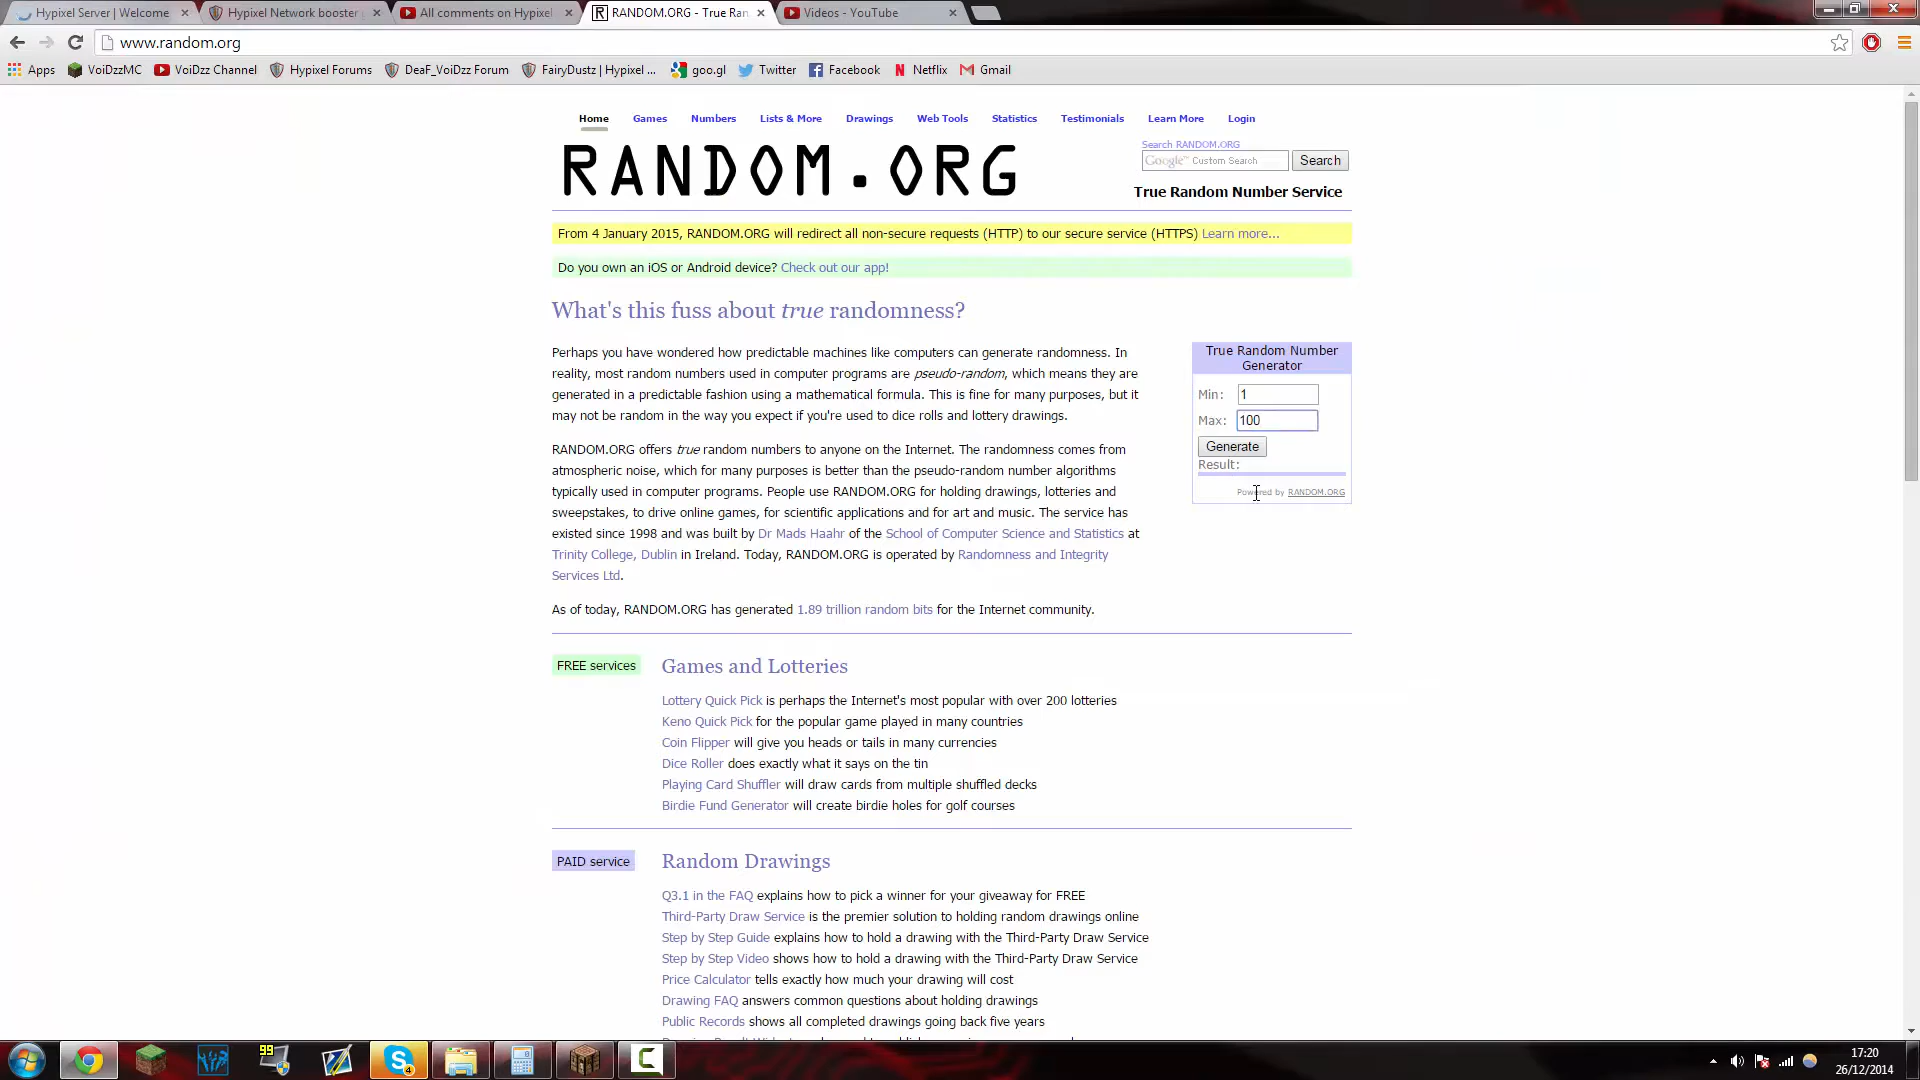 Hypixel Server | Welcome
Hypixel Network booster
All comments on Hypixel
RANDOM.ORG - True Ran
Videos - YouTube
www.random.org
Apps VoiDzzMC VoiDzz Channel Hypixel Forums DeaF_VoiDzz Forum FairyDustz | Hypixel ... goo.gl Twitter Facebook Netflix Gmail
Home Games Numbers Lists & More Drawings Web Tools Statistics Testimonials Learn More Login
RANDOM.ORG
Search RANDOM.ORG
Google™ Custom Search Search
True Random Number Service
From 4 January 2015, RANDOM.ORG will redirect all non-secure requests (HTTP) to our secure service (HTTPS) Learn more...
Do you own an iOS or Android device? Check out our app!
What's this fuss about true randomness?
Perhaps you have wondered how predictable machines like computers can generate randomness. In
reality, most random numbers used in computer programs are pseudo-random, which means they are
generated in a predictable fashion using a mathematical formula. This is fine for many purposes, but it
may not be random in the way you expect if you're used to dice rolls and lottery drawings.
RANDOM.ORG offers true random numbers to anyone on the Internet. The randomness comes from
atmospheric noise, which for many purposes is better than the pseudo-random number algorithms
typically used in computer programs. People use RANDOM.ORG for holding drawings, lotteries and
sweepstakes, to drive online games, for scientific applications and for art and music. The service has
existed since 1998 and was built by Dr Mads Haahr of the School of Computer Science and Statistics at
Trinity College, Dublin in Ireland. Today, RANDOM.ORG is operated by Randomness and Integrity
Services Ltd.
As of today, RANDOM.ORG has generated 1.89 trillion random bits for the Internet community.
True Random Number
Generator
Min: 1
Max: 100
Generate
Result:
Powered by RANDOM.ORG
FREE services
Games and Lotteries
Lottery Quick Pick is perhaps the Internet's most popular with over 200 lotteries
Keno Quick Pick for the popular game played in many countries
Coin Flipper will give you heads or tails in many currencies
Dice Roller does exactly what it says on the tin
Playing Card Shuffler will draw cards from multiple shuffled decks
Birdie Fund Generator will create birdie holes for golf courses
PAID service
Random Drawings
Q3.1 in the FAQ explains how to pick a winner for your giveaway for FREE
Third-Party Draw Service is the premier solution to holding random drawings online
Step by Step Guide explains how to hold a drawing with the Third-Party Draw Service
Step by Step Video shows how to hold a drawing with the Third-Party Draw Service
Price Calculator tells exactly how much your drawing will cost
Drawing FAQ answers common questions about holding drawings
Public Records shows all completed drawings going back five years
99
4
17:20
26/12/2014